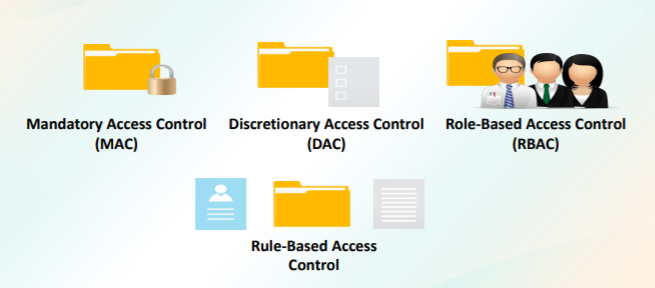 Mandatory Access Control
(MAC)
Discretionary Access Control
(DAC)
Role-Based Access Control
(RBAC)
Rule-Based Access
Control